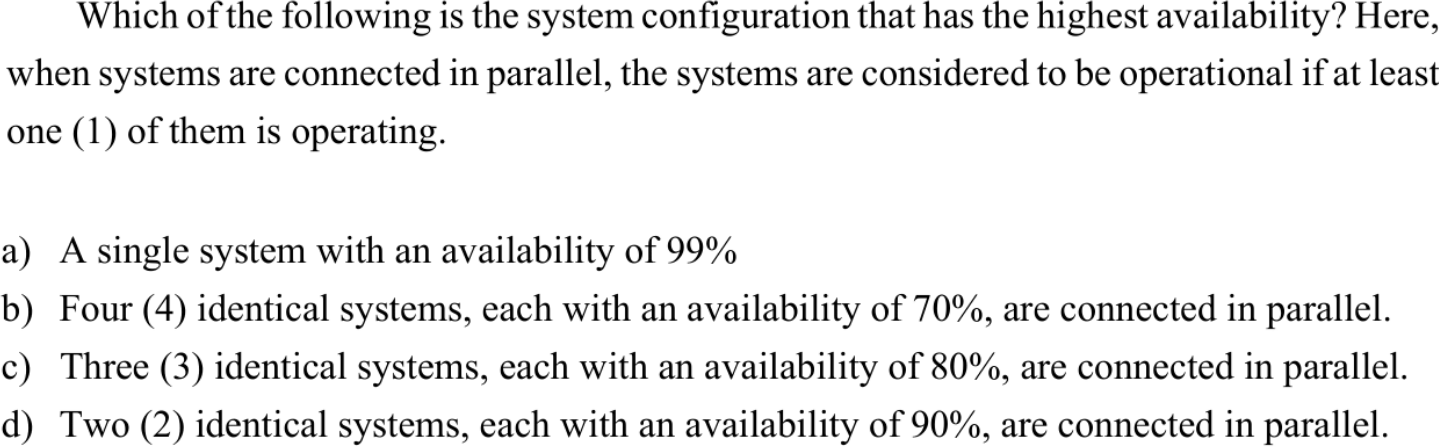 Which of the following is the system configuration that has the highest availability? Here,
when systems are connected in parallel, the systems are considered to be operational if at least
one (1) of them is operating.
a) A single system with an availability of 99%
b) Four (4) identical systems, each with an availability of 70%, are connected in parallel.
c) Three (3) identical systems, each with an availability of 80%, are connected in parallel.
d) Two (2) identical systems, each with an availability of 90%, are connected in parallel.